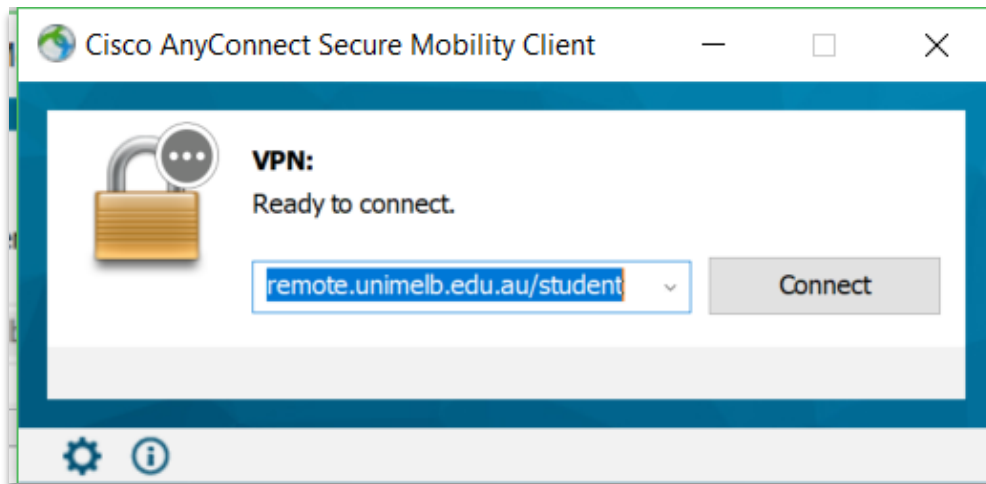 Cisco AnyConnect Secure Mobility Client
VPN:
Ready to connect.
remote.unimelb.edu.au/student
Connect